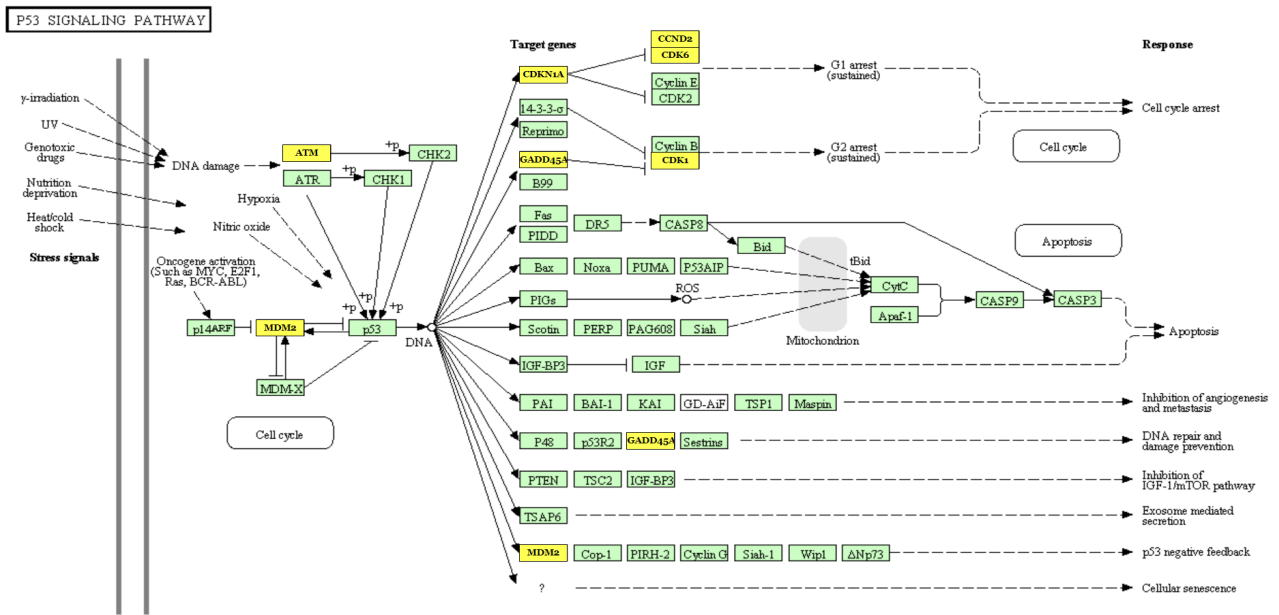 P53 SIGNALING PATHWAY
Target genes
Response
CCND2
CDK6
CDKN1A
Cyclin E
CDK2
G1 arrest
(sustained)
Cell cycle arrest
γ-irradiation
UV
Genotoxic
drugs
Nutrition
deprivation
Heat/cold
shock
Stress signals
DNA damage
ATM
+p
CHK2
ATR
+p
CHK1
Hypoxia
Nitric oxide
Oncogene activation
(Such as MYC, E2F1,
Ras, BCR-ABL)
+p
+p
+p
p14ARF
MDM2
p53
DNA
MDM-X
Cell cycle
14-3-3-σ
Reprimo
Cyclin B
GADD45A
CDK1
G2 arrest
(sustained)
Cell cycle
B99
Fas
PIDD
DR5
CASP8
Bid
tBid
Apoptosis
Bax
Noxa
PUMA
P53AIP
CytC
PIGs
ROS
CASP9
CASP3
Apaf-1
Scotin
PERP
PAG608
Siah
Mitochondrion
Apoptosis
IGF-BP3
IGF
PAI
BAI-1
KAI
GD-AiF
TSP1
Maspin
Inhibition of angiogenesis
and metastasis
P48
p53R2
GADD45A
Sestrins
DNA repair and
damage prevention
PTEN
TSC2
IGF-BP3
Inhibition of
IGF-1/mTOR pathway
TSAP6
Exosome mediated
secretion
MDM2
Cop-1
PIRH-2
Cyclin G
Siah-1
Wip1
ΔNp73
p53 negative feedback
?
Cellular senescence